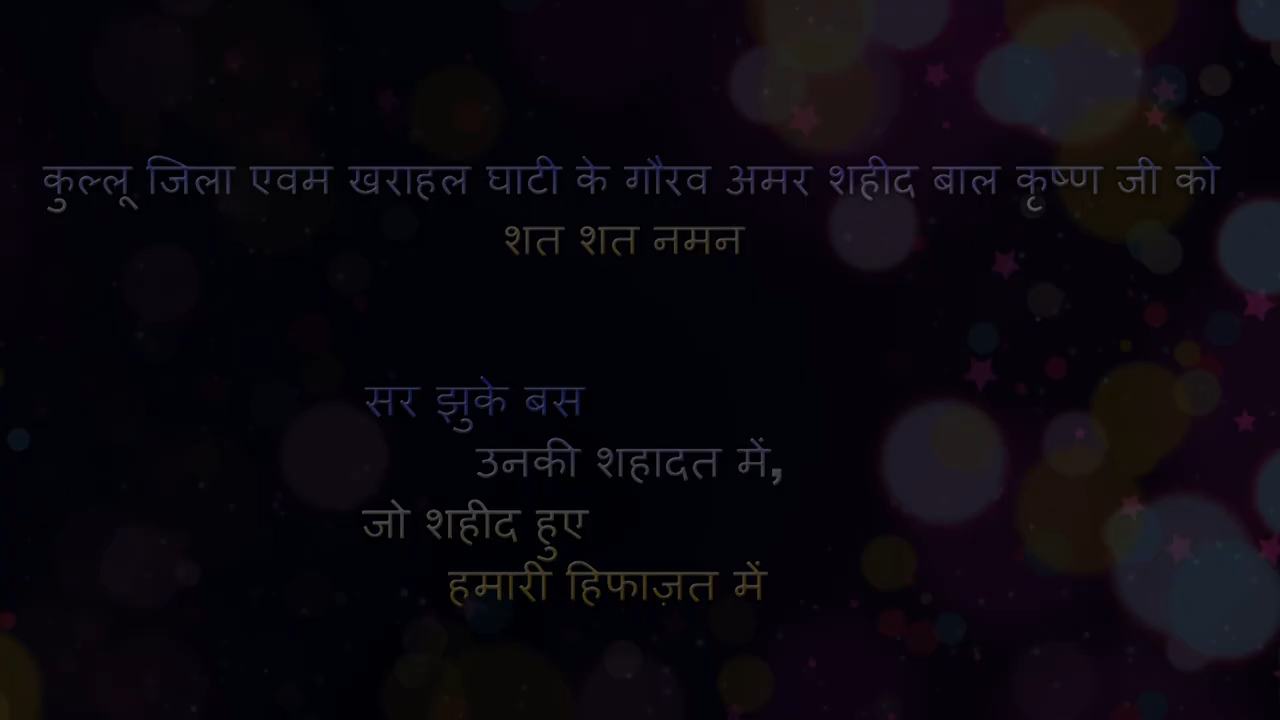 कुल्लू जिला एवम खराहल घाटी के गौरव अमर शहीद बाल कृष्ण जी को
शत शत नमन
सर झुके बस
उनकी शहादत में,
जो शहीद हुए
हमारी हिफाज़त में